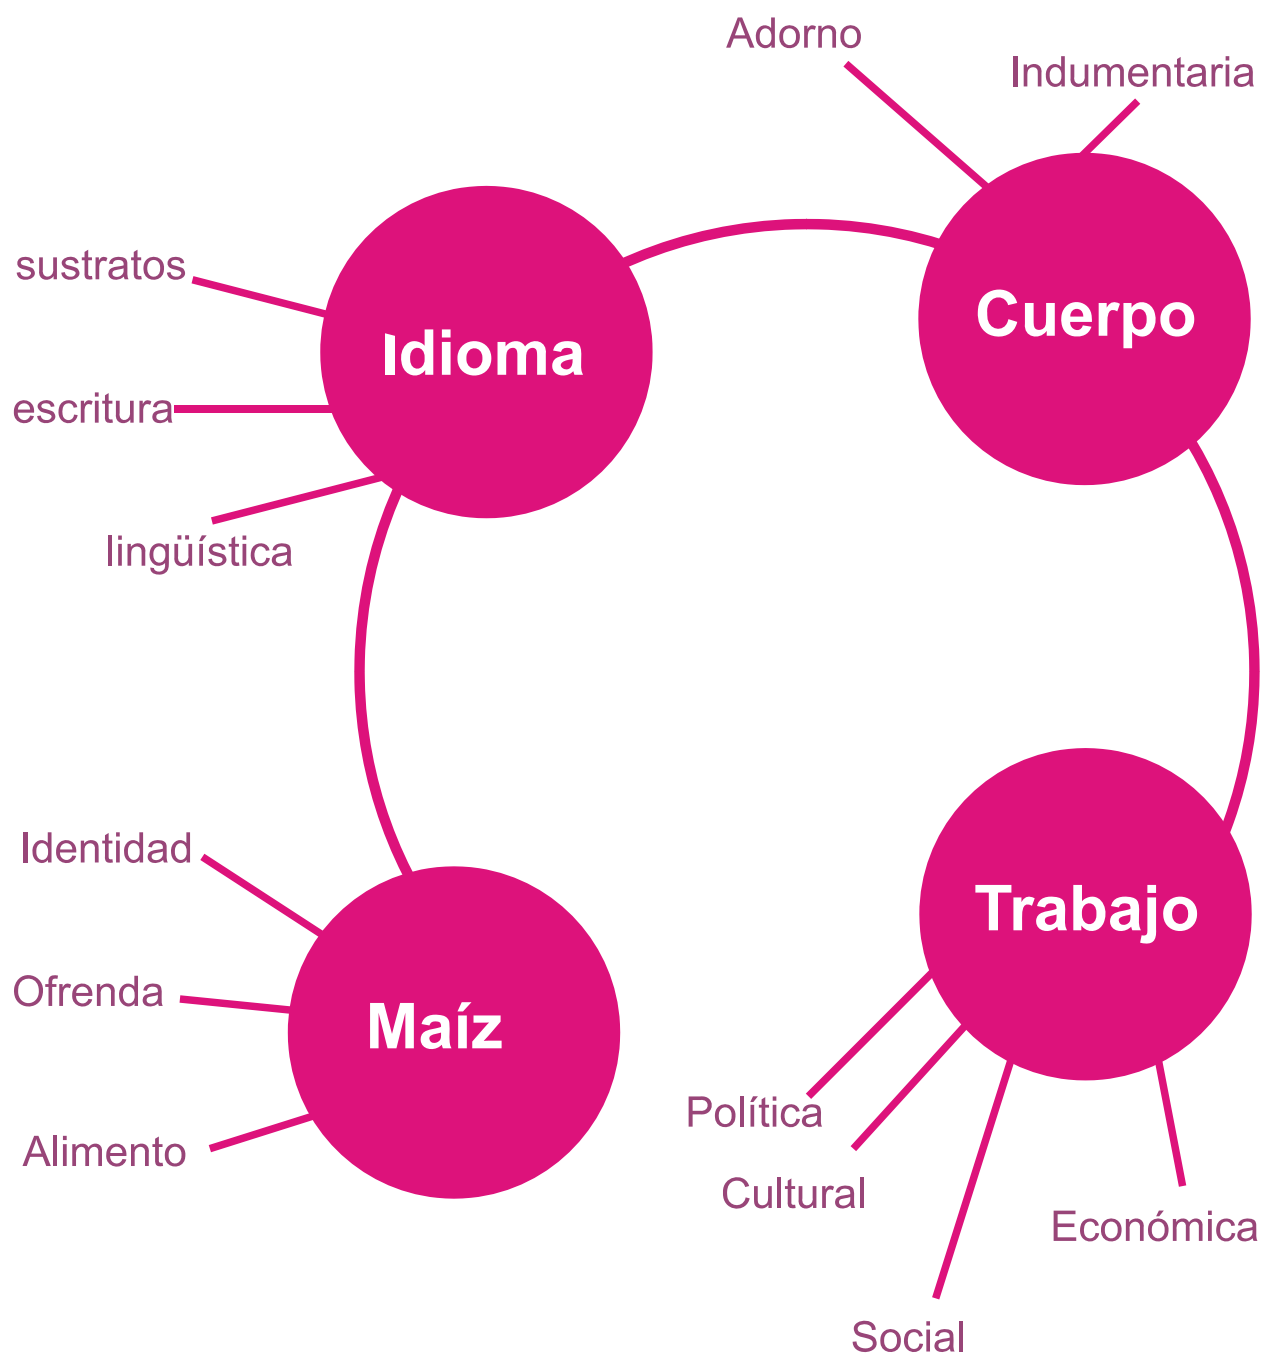 Adorno
Indumentaria
sustratos
Idioma
Cuerpo
escritura
lingüística
Identidad
Trabajo
Ofrenda
Maíz
Política
Alimento
Cultural
Económica
Social